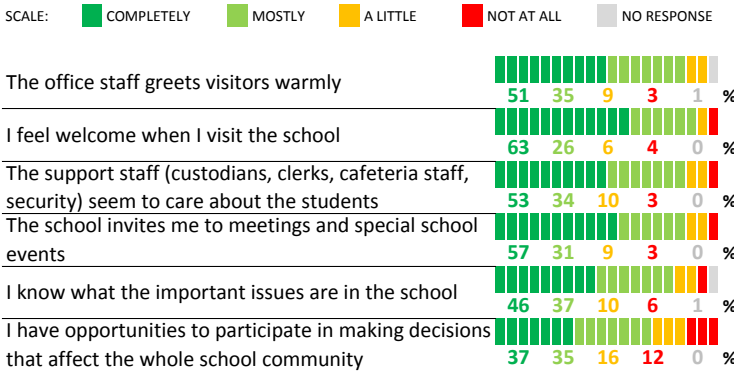 SCALE: COMPLETELY MOSTLY A LITTLE NOT AT ALL NO RESPONSE
The office staff greets visitors warmly
51 35 9 3 1 %
I feel welcome when I visit the school
63 26 6 4 0 %
The support staff (custodians, clerks, cafeteria staff,
security) seem to care about the students
53 34 10 3 0 %
The school invites me to meetings and special school
events
57 31 9 3 0 %
I know what the important issues are in the school
46 37 10 6 1 %
I have opportunities to participate in making decisions
that affect the whole school community
37 35 16 12 0 %